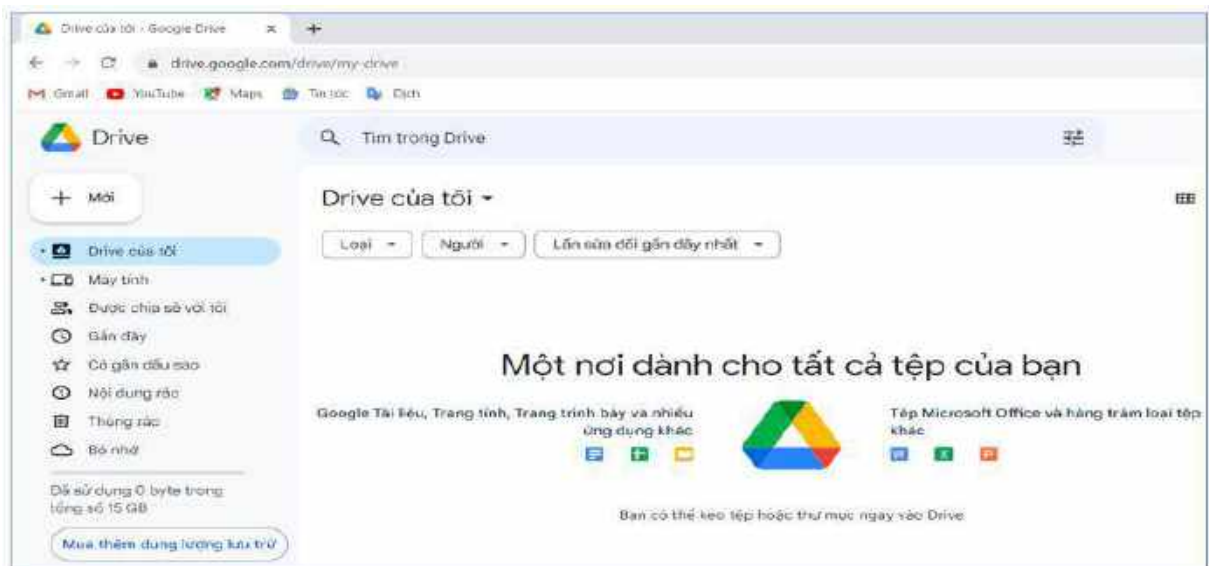 Drive của tôi - Google Drive
drive.google.com/drive/my-drive
Gmail YouTube Maps Tin tức Dịch
Drive
Tìm trong Drive
Mới
Drive của tôi
Loại
Người
Lần sửa đổi gần đây nhất
Drive của tôi
Máy tính
Được chia sẻ với tôi
Gần đây
Có gắn dấu sao
Nội dung rác
Thùng rác
Bộ nhớ
Đã sử dụng 0 byte trong
tổng số 15 GB
Mua thêm dung lượng lưu trữ
Một nơi dành cho tất cả tệp của bạn
Google Tài liệu, Trang tính, Trang trình bày và nhiều
ứng dụng khác
Tệp Microsoft Office và hàng trăm loại tệp
khác
W X P
Bạn có thể kéo tệp hoặc thư mục ngay vào Drive